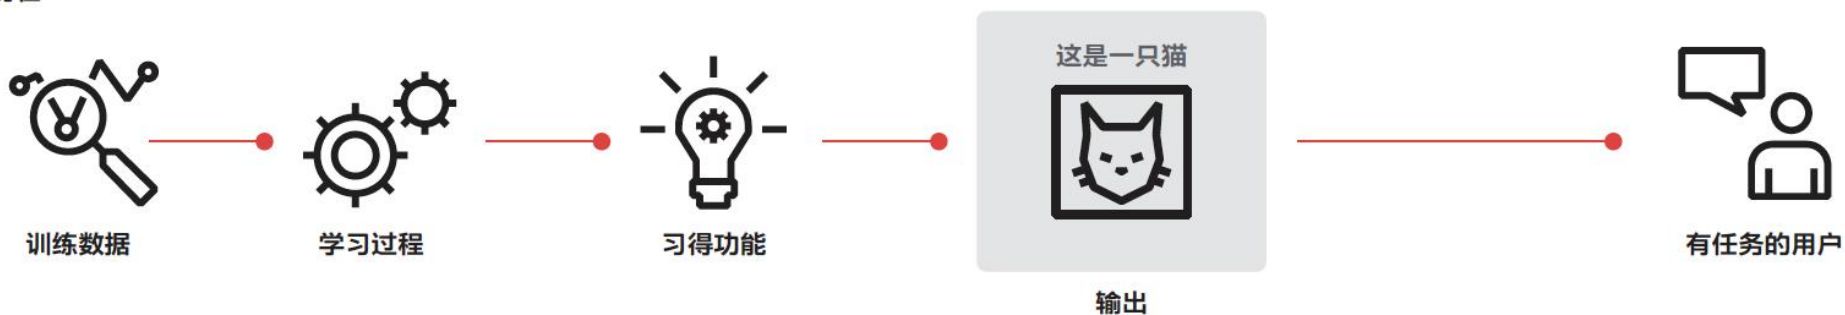 这是一只猫
训练数据
学习过程
习得功能
有任务的用户
输出